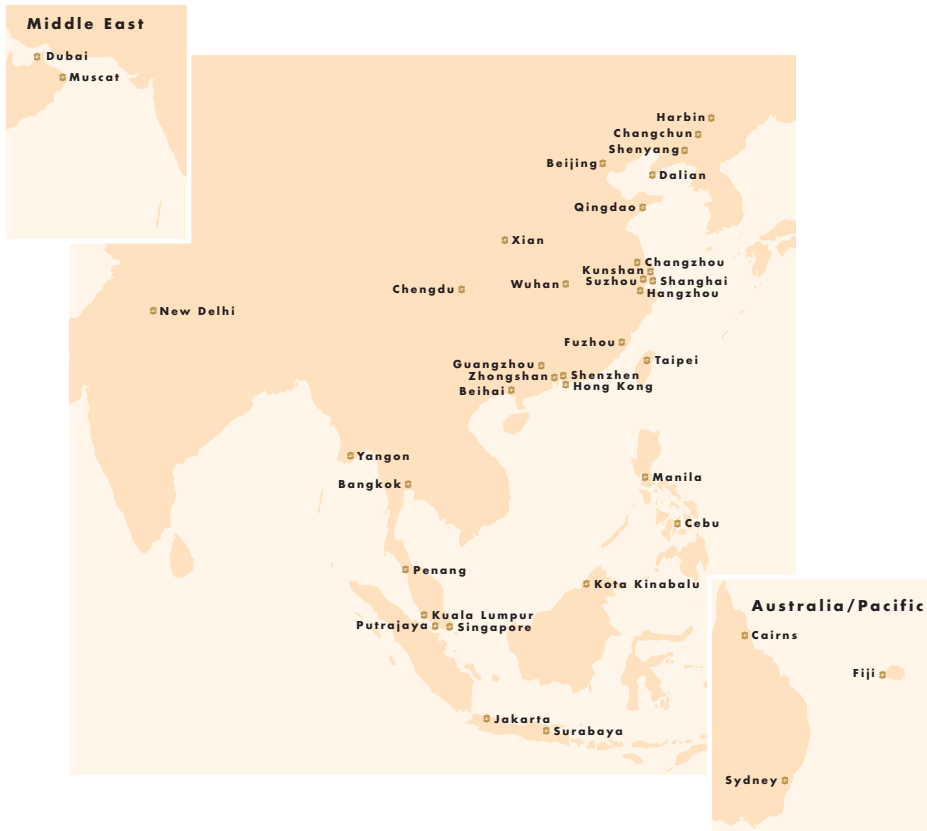 Middle East
Dubai
Muscat
Harbin
Changchun
Shenyang
Beijing
Dalian
Qingdao
Xian
Changzhou
Kunshan
Suzhou
Shanghai
Hangzhou
Wuhan
Chengdu
New Delhi
Fuzhou
Taipei
Guangzhou
Zhongshan
Shenzhen
Hong Kong
Beihai
Yangon
Bangkok
Manila
Cebu
Penang
Kota Kinabalu
Kuala Lumpur
Putrajaya
Singapore
Jakarta
Surabaya
Australia/Pacific
Cairns
Fiji
Sydney